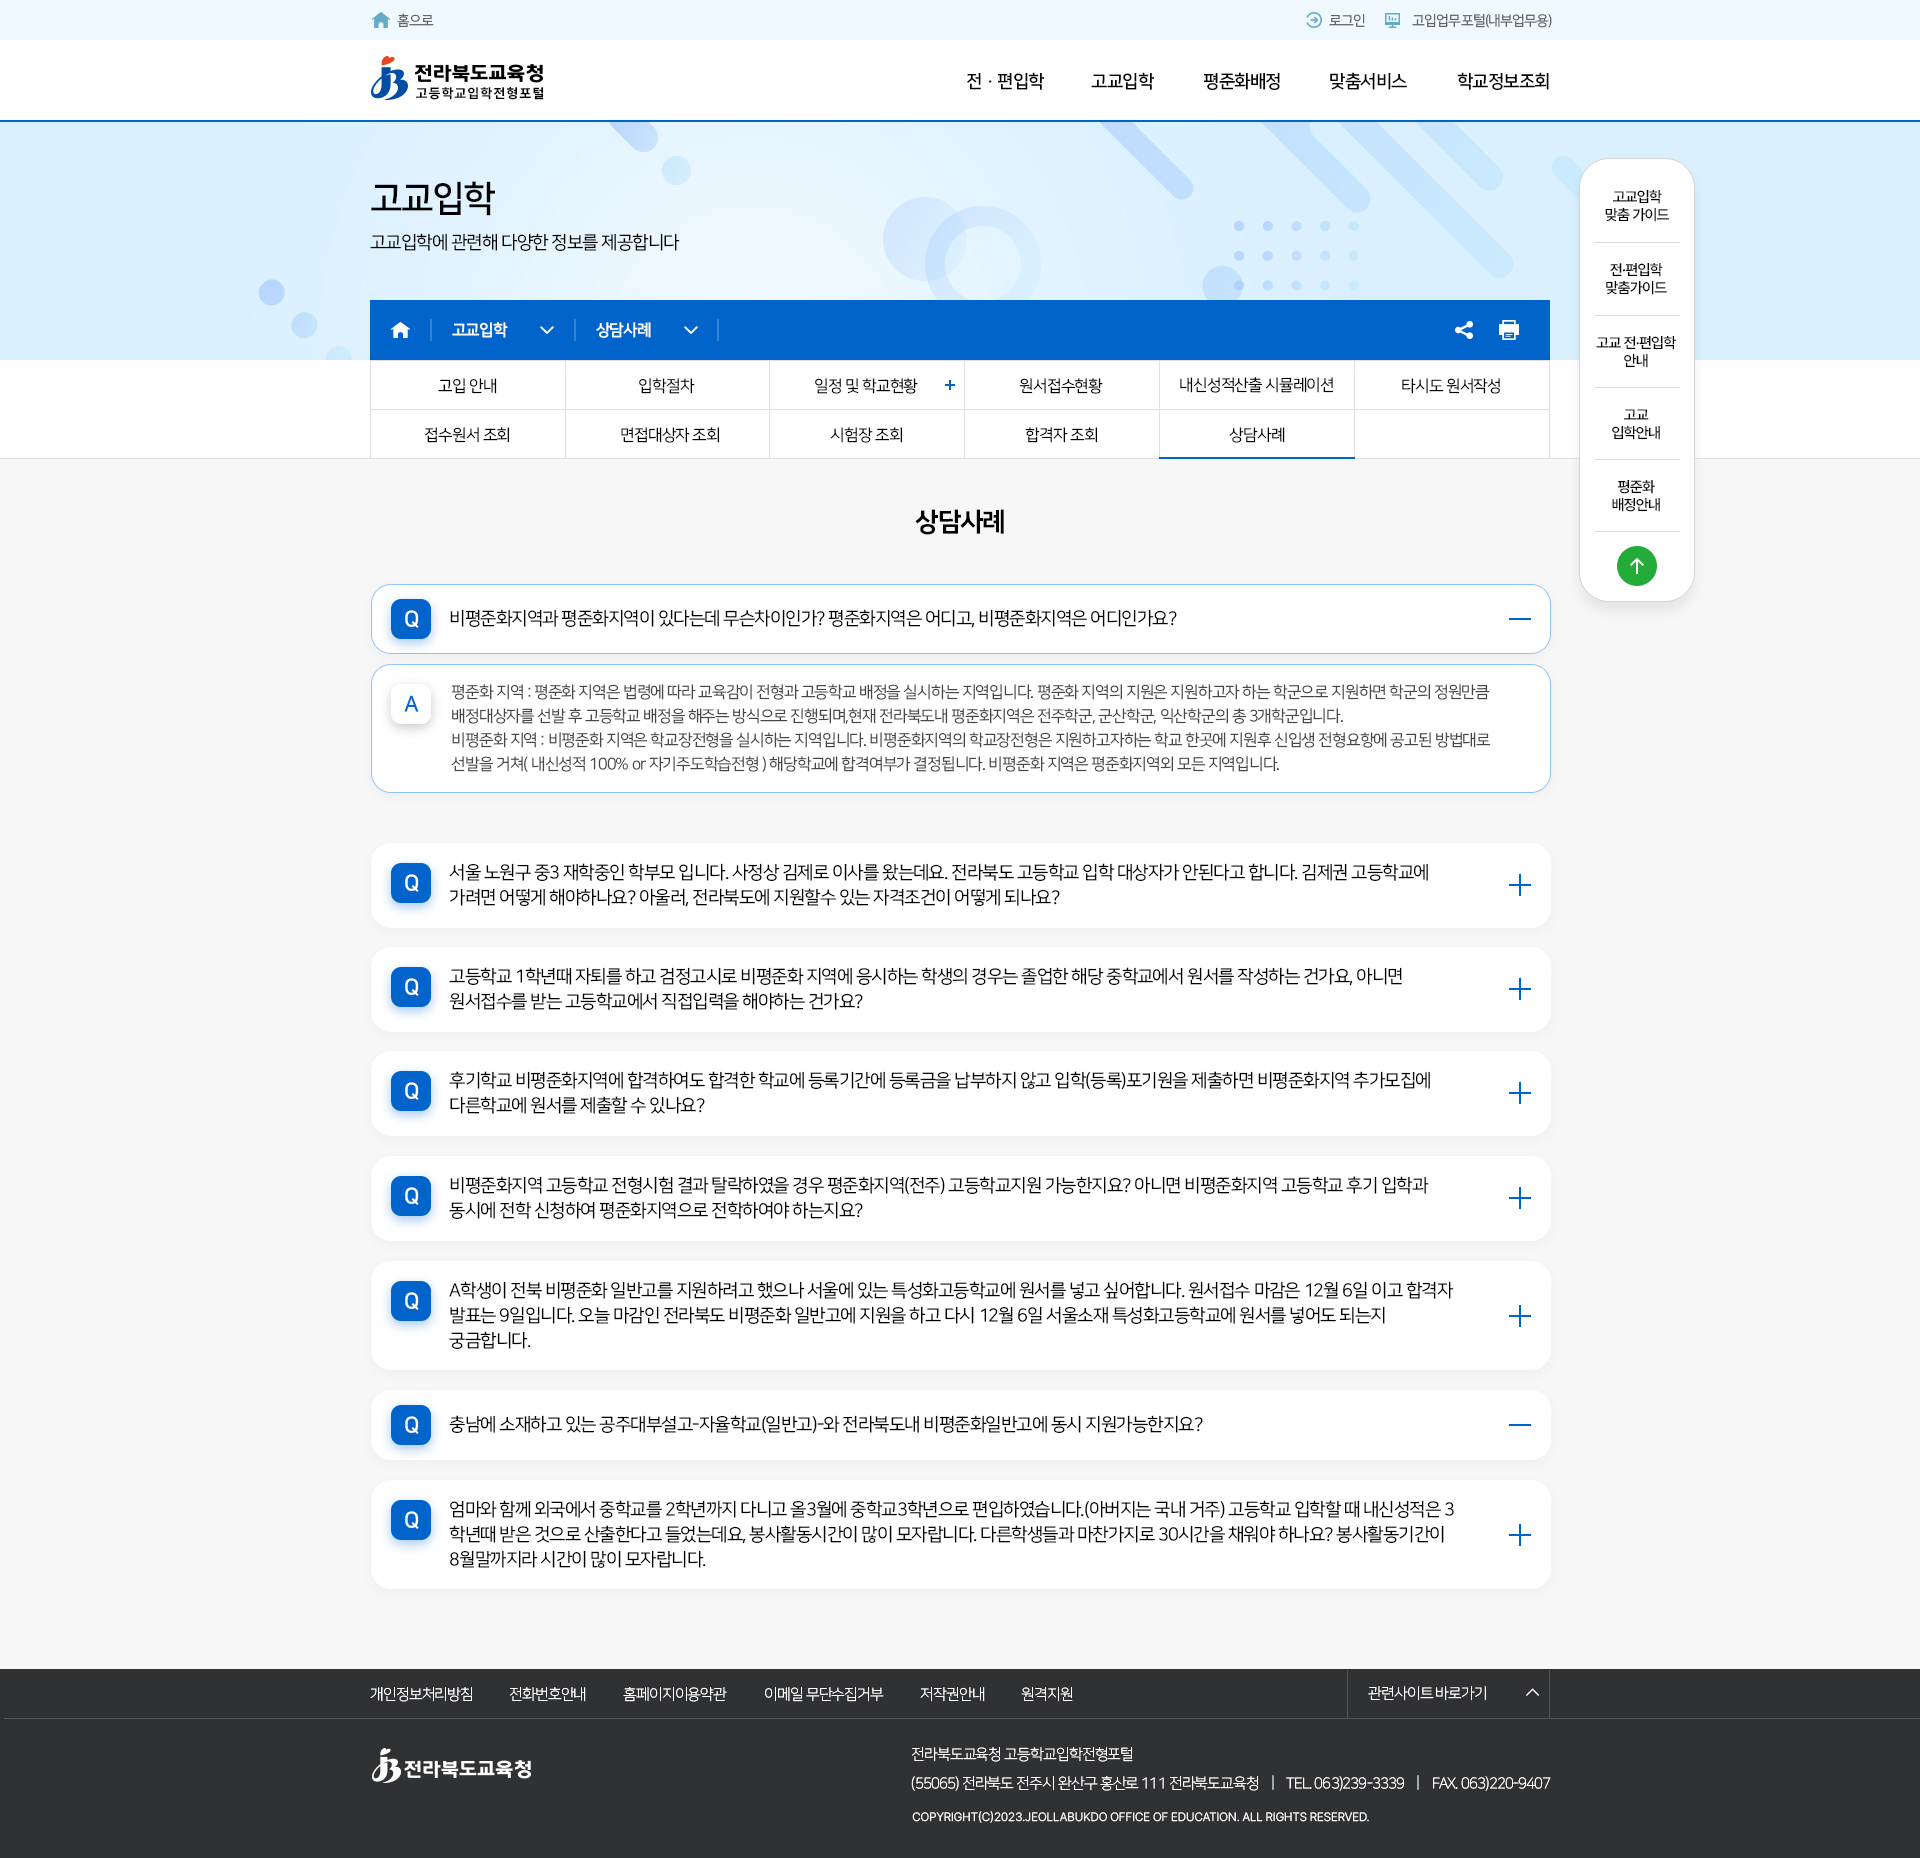 홈으로
로그인
고입업무포털(내부업무용)
전라북도교육청
고등학교입학전형포털
전 · 편입학
고교입학
평준화배정
맞춤서비스
학교정보조회
고교입학
고교입학에 관련해 다양한 정보를 제공합니다
고교입학
상담사례
고입 안내
입학절차
일정 및 학교현황
원서접수현황
내신성적산출 시뮬레이션
타시도 원서작성
접수원서 조회
면접대상자 조회
시험장 조회
합격자 조회
상담사례
고교입학
맞춤 가이드
전·편입학
맞춤가이드
고교 전·편입학
안내
고교
입학안내
평준화
배정안내
상담사례
Q
비평준화지역과 평준화지역이 있다는데 무슨차이인가? 평준화지역은 어디고, 비평준화지역은 어디인가요?
A
평준화 지역 : 평준화 지역은 법령에 따라 교육감이 전형과 고등학교 배정을 실시하는 지역입니다. 평준화 지역의 지원은 지원하고자 하는 학군으로 지원하면 학군의 정원만큼
배정대상자를 선발 후 고등학교 배정을 해주는 방식으로 진행되며,현재 전라북도내 평준화지역은 전주학군, 군산학군, 익산학군의 총 3개학군입니다.
비평준화 지역 : 비평준화 지역은 학교장전형을 실시하는 지역입니다. 비평준화지역의 학교장전형은 지원하고자하는 학교 한곳에 지원후 신입생 전형요항에 공고된 방법대로
선발을 거쳐( 내신성적 100% or 자기주도학습전형 ) 해당학교에 합격여부가 결정됩니다. 비평준화 지역은 평준화지역외 모든 지역입니다.
Q
서울 노원구 중3 재학중인 학부모 입니다. 사정상 김제로 이사를 왔는데요. 전라북도 고등학교 입학 대상자가 안된다고 합니다. 김제권 고등학교에
가려면 어떻게 해야하나요? 아울러, 전라북도에 지원할수 있는 자격조건이 어떻게 되나요?
Q
고등학교 1학년때 자퇴를 하고 검정고시로 비평준화 지역에 응시하는 학생의 경우는 졸업한 해당 중학교에서 원서를 작성하는 건가요, 아니면
원서접수를 받는 고등학교에서 직접입력을 해야하는 건가요?
Q
후기학교 비평준화지역에 합격하여도 합격한 학교에 등록기간에 등록금을 납부하지 않고 입학(등록)포기원을 제출하면 비평준화지역 추가모집에
다른학교에 원서를 제출할 수 있나요?
Q
비평준화지역 고등학교 전형시험 결과 탈락하였을 경우 평준화지역(전주) 고등학교지원 가능한지요? 아니면 비평준화지역 고등학교 후기 입학과
동시에 전학 신청하여 평준화지역으로 전학하여야 하는지요?
Q
A학생이 전북 비평준화 일반고를 지원하려고 했으나 서울에 있는 특성화고등학교에 원서를 넣고 싶어합니다. 원서접수 마감은 12월 6일 이고 합격자
발표는 9일입니다. 오늘 마감인 전라북도 비평준화 일반고에 지원을 하고 다시 12월 6일 서울소재 특성화고등학교에 원서를 넣어도 되는지
궁금합니다.
Q
충남에 소재하고 있는 공주대부설고-자율학교(일반고)-와 전라북도내 비평준화일반고에 동시 지원가능한지요?
Q
엄마와 함께 외국에서 중학교를 2학년까지 다니고 올3월에 중학교3학년으로 편입하였습니다.(아버지는 국내 거주) 고등학교 입학할 때 내신성적은 3
학년때 받은 것으로 산출한다고 들었는데요, 봉사활동시간이 많이 모자랍니다. 다른학생들과 마찬가지로 30시간을 채워야 하나요? 봉사활동기간이
8월말까지라 시간이 많이 모자랍니다.
개인정보처리방침
전화번호안내
홈페이지이용약관
이메일 무단수집거부
저작권안내
원격지원
관련사이트 바로가기
전라북도교육청
전라북도교육청 고등학교입학전형포털
(55065) 전라북도 전주시 완산구 홍산로 111 전라북도교육청 | TEL. 063)239-3339 | FAX. 063)220-9407
COPYRIGHT(C)2023.JEOLLABUKDO OFFICE OF EDUCATION. ALL RIGHTS RESERVED.